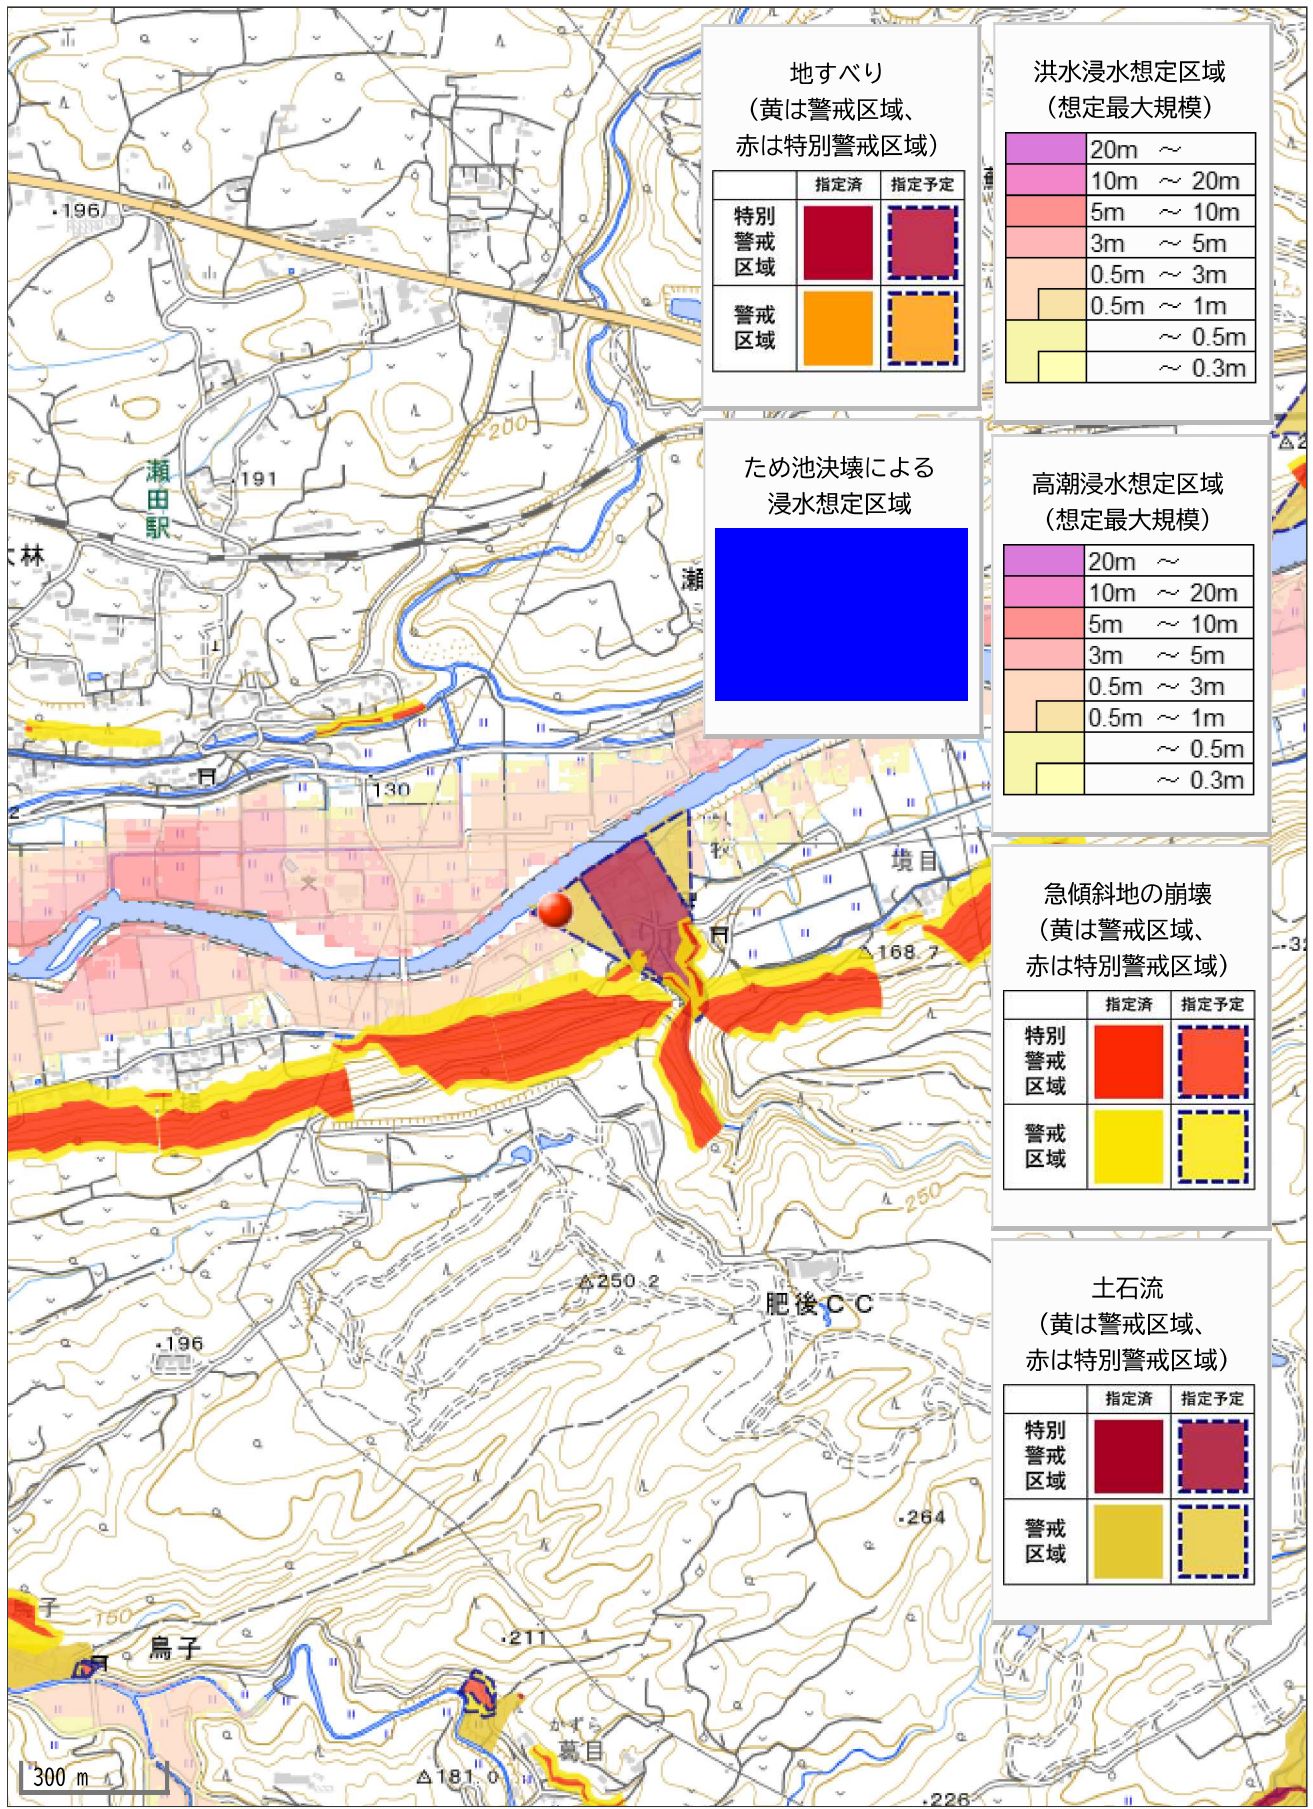 ・196
200
・191
瀬
田
駅
林
瀬
130
2
境目
168.7
△250.2
肥後CC
250
・196
・264
150
子
鳥子
・211
かずら
葛目
△181.0
・226
300 m
地すべり
(黄は警戒区域、
赤は特別警戒区域)
指定済 指定予定
特別
警戒
区域
警戒
区域
洪水浸水想定区域
(想定最大規模)
20m ～
10m ～ 20m
5m ～ 10m
3m ～ 5m
0.5m ～ 3m
0.5m ～ 1m
～ 0.5m
～ 0.3m
ため池決壊による
浸水想定区域
高潮浸水想定区域
(想定最大規模)
20m ～
10m ～ 20m
5m ～ 10m
3m ～ 5m
0.5m ～ 3m
0.5m ～ 1m
～ 0.5m
～ 0.3m
急傾斜地の崩壊
(黄は警戒区域、
赤は特別警戒区域)
指定済 指定予定
特別
警戒
区域
警戒
区域
土石流
(黄は警戒区域、
赤は特別警戒区域)
指定済 指定予定
特別
警戒
区域
警戒
区域